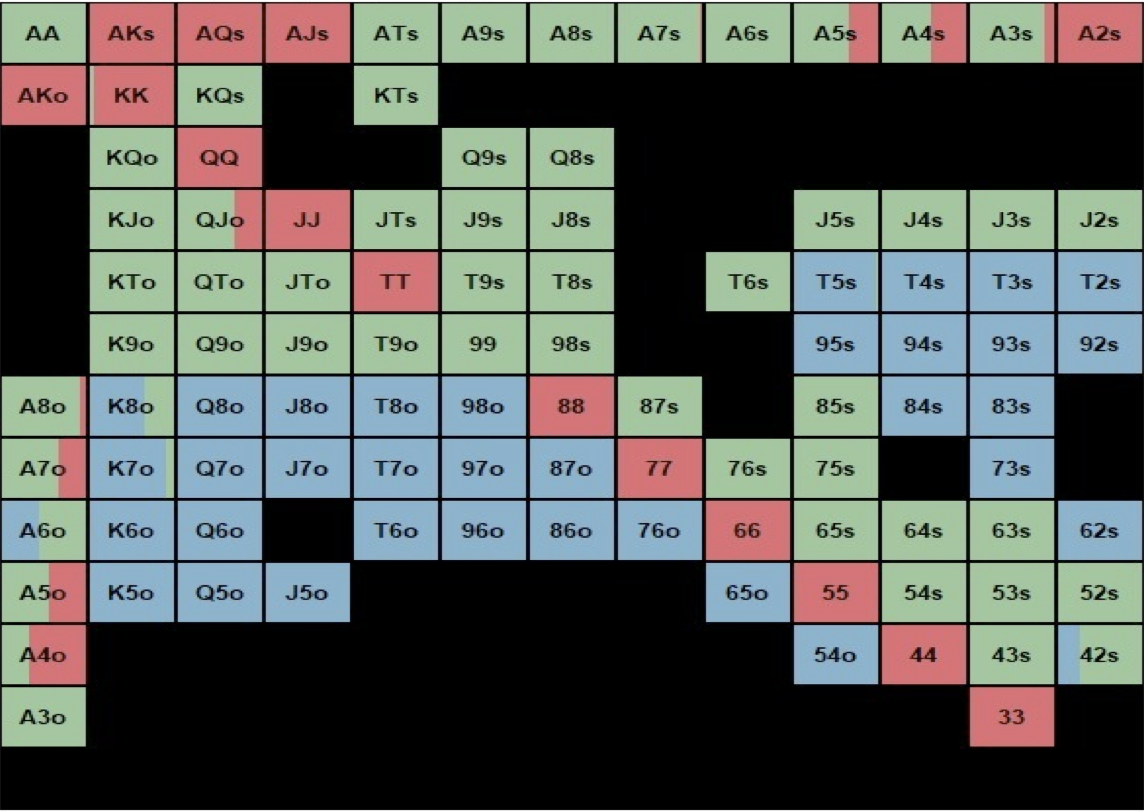 AA AKs AQs AJs ATs A9s A8s A7s A6s A5s A4s A3s A2s
AKo KK KQs KTs
KQo QQ Q9s Q8s
KJo QJo JJ JTs J9s J8s J5s J4s J3s J2s
KTo QTo JTo TT T9s T8s T6s T5s T4s T3s T2s
K9o Q9o J9o T9o 99 98s 95s 94s 93s 92s
A8o K8o Q8o J8o T8o 98o 88 87s 85s 84s 83s
A7o K7o Q7o J7o T7o 97o 87o 77 76s 75s 73s
A6o K6o Q6o T6o 96o 86o 76o 66 65s 64s 63s 62s
A5o K5o Q5o J5o 65o 55 54s 53s 52s
A4o 54o 44 43s 42s
A3o 33